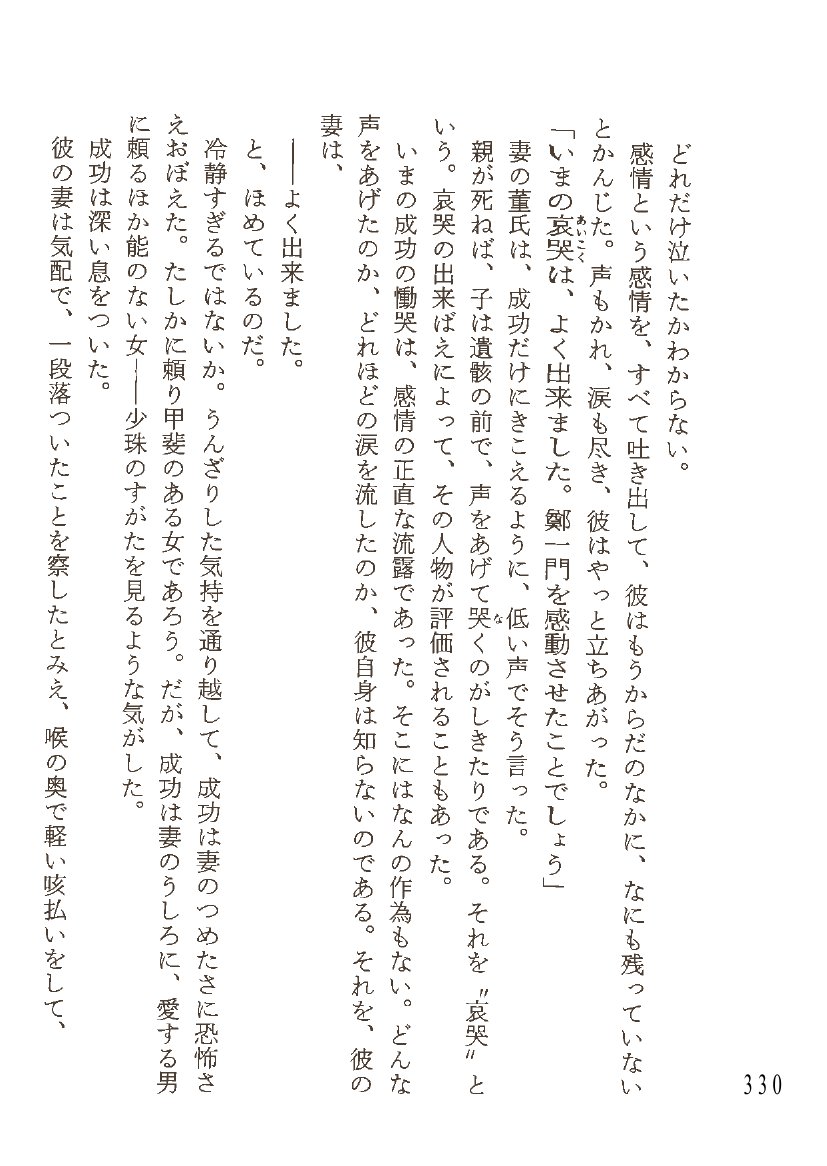 どれだけ泣いたかわからない。
感情という感情を、すべて吐き出して、彼はもうからだのなかに、なにも残っていない
とかんじた。声もかれ、涙も尽き、彼はやっと立ちあがった。
「いまの哀哭は、よく出来ました。鄭一門を感動させたことでしょう」
あいこく
妻の董氏は、成功だけにきこえるように、低い声でそう言った。
親が死ねば、子は遺骸の前で、声をあげて哭くのがしきたりである。それを〝哀哭〟と
な
いう。哀哭の出来ばえによって、その人物が評価されることもあった。
いまの成功の慟哭は、感情の正直な流露であった。そこにはなんの作為もない。どんな
声をあげたのか、どれほどの涙を流したのか、彼自身は知らないのである。それを、彼の
妻は、
――よく出来ました。
と、ほめているのだ。
冷静すぎるではないか。うんざりした気持を通り越して、成功は妻のつめたさに恐怖さ
えおぼえた。たしかに頼り甲斐のある女であろう。だが、成功は妻のうしろに、愛する男
に頼るほか能のない女――少珠のすがたを見るような気がした。
成功は深い息をついた。
彼の妻は気配で、一段落ついたことを察したとみえ、喉の奥で軽い咳払いをして、
330